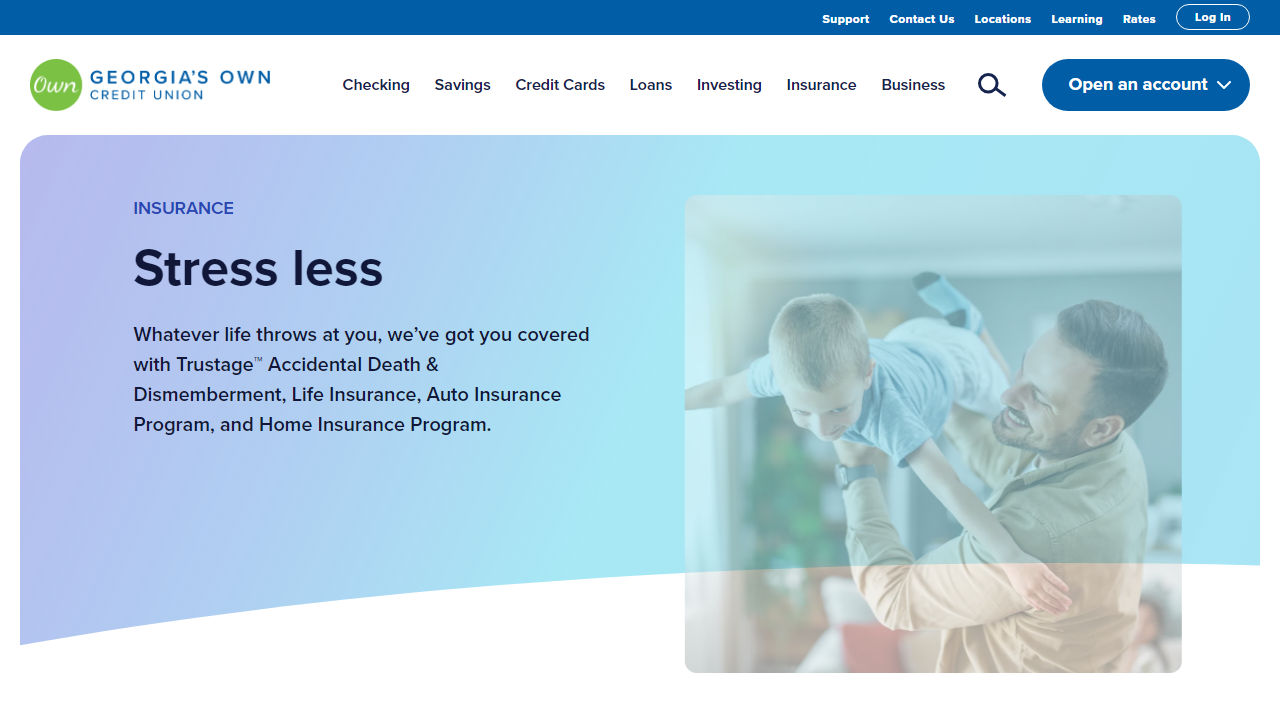 Support Contact Us Locations Learning Rates Log In
Own GEORGIA'S OWN
CREDIT UNION
Checking Savings Credit Cards Loans Investing Insurance Business
Open an account
INSURANCE
Stress less
Whatever life throws at you, we’ve got you covered
with Trustage™ Accidental Death &
Dismemberment, Life Insurance, Auto Insurance
Program, and Home Insurance Program.